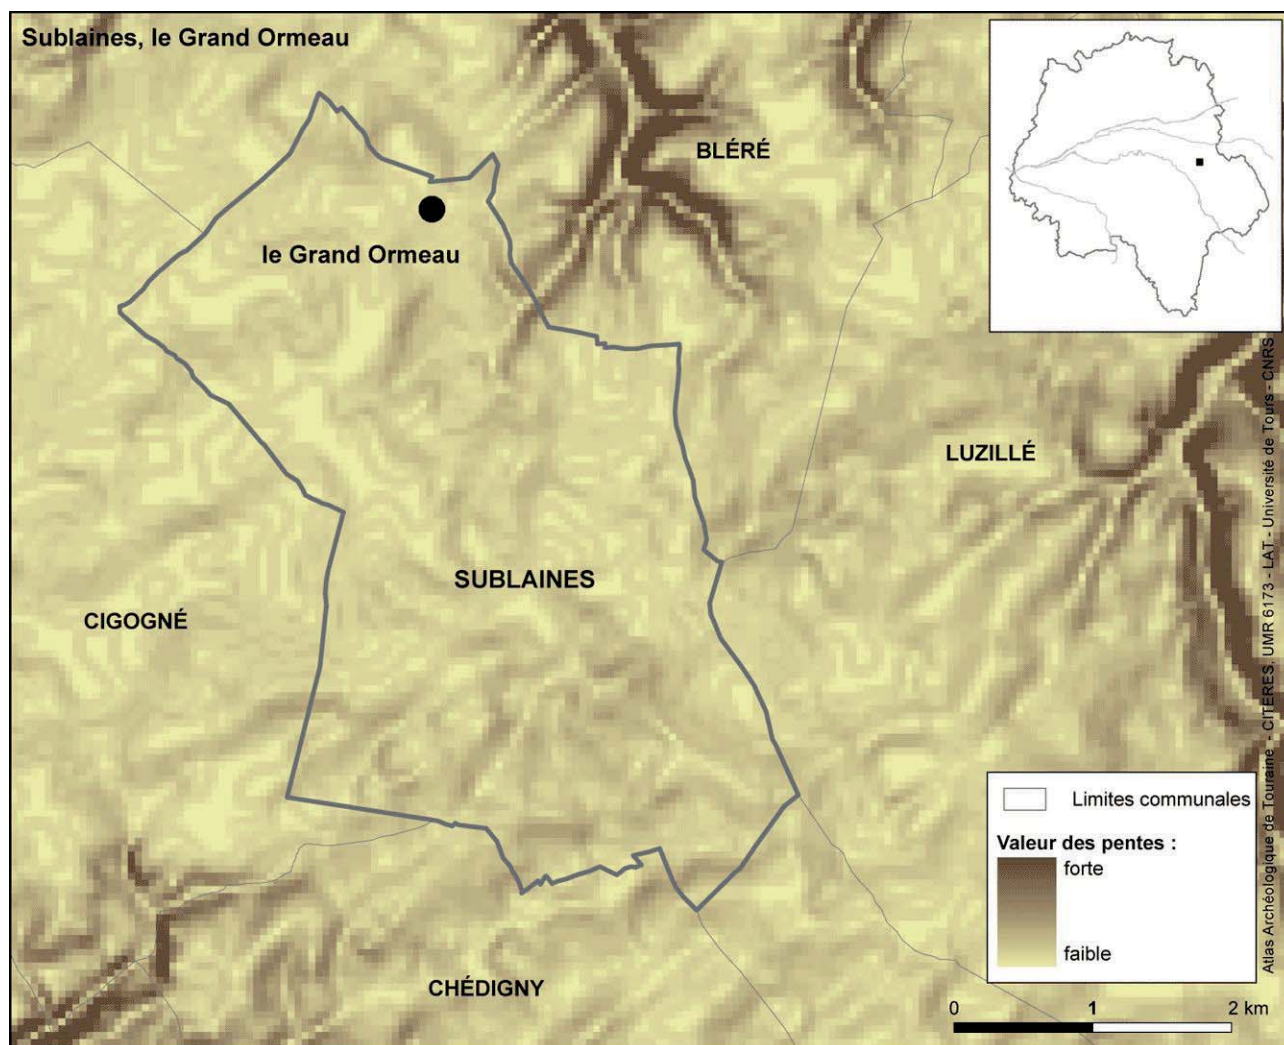 Sublaines, le Grand Ormeau
BLÉRÉ
le Grand Ormeau
LUZILLÉ
SUBLAINES
CIGOGNÉ
CHÉDIGNY
Limites communales
Valeur des pentes :
forte
faible
0 1 2 km
Atlas Archéologique de Touraine - CITERES, UMR 6173 - LAT - Université de Tours - CNRS